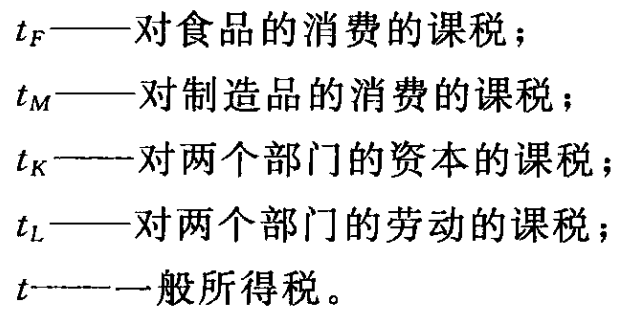 t_F——对食品的消费的课税；
t_M——对制造品的消费的课税；
t_K——对两个部门的资本的课税；
t_L——对两个部门的劳动的课税；
t——一般所得税。